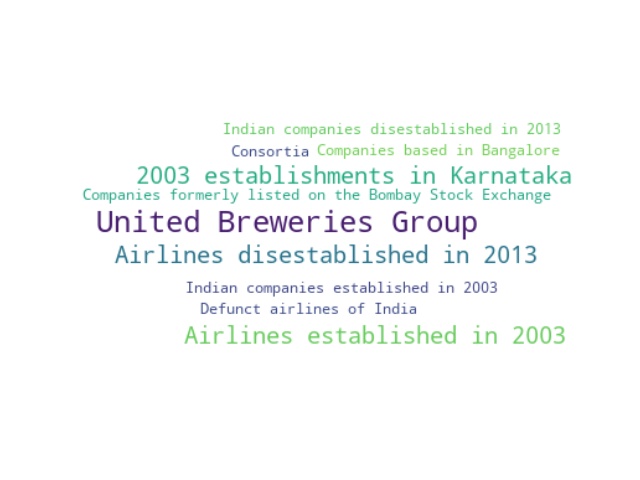 Indian companies disestablished in 2013
Consortia Companies based in Bangalore
2003 establishments in Karnataka
Companies formerly listed on the Bombay Stock Exchange
United Breweries Group
Airlines disestablished in 2013
Indian companies established in 2003
Defunct airlines of India
Airlines established in 2003